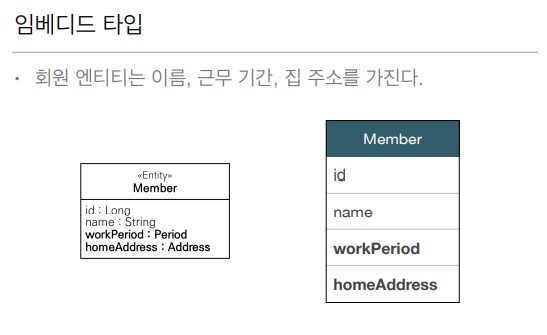 임베디드 타입
• 회원 엔티티는 이름, 근무 기간, 집 주소를 가진다.
«Entity»
Member
id : Long
name : String
workPeriod : Period
homeAddress : Address
Member
id
name
workPeriod
homeAddress